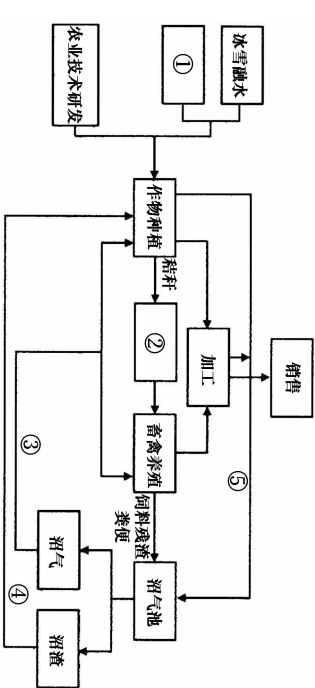 冰雪融水
①
农业技术研发
作物种植
秸秆
②
加工
销售
畜禽养殖
饲料残渣
粪便
⑤
沼气池
③
沼气
④
沼渣